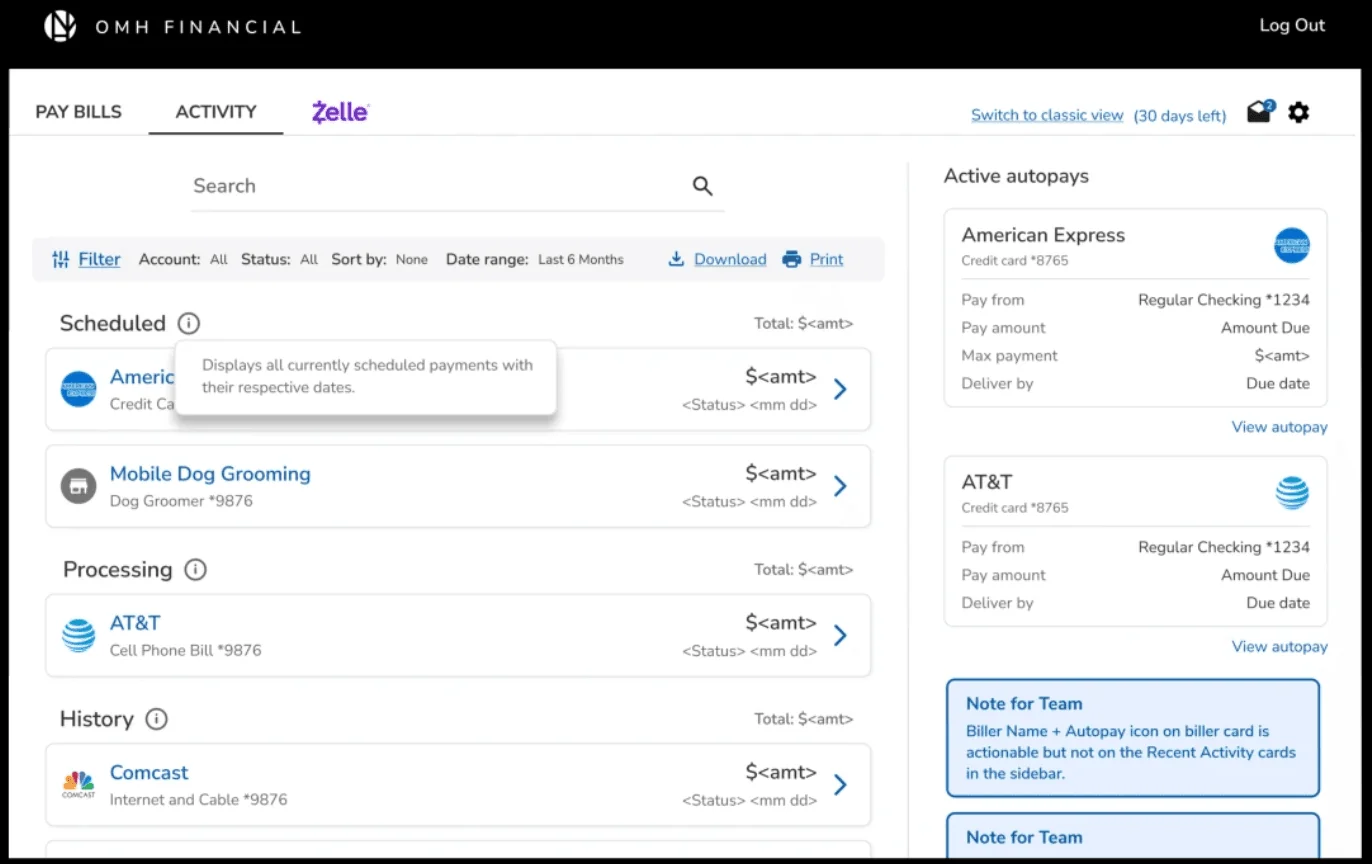 OMH FINANCIAL
Log Out
PAY BILLS ACTIVITY Zelle
Switch to classic view (30 days left) 2
Search
Filter Account: All Status: All Sort by: None Date range: Last 6 Months Download Print
Scheduled i Total: $<amt>
Displays all currently scheduled payments with
their respective dates.
Americ $<amt>
Credit Ca <Status> <mm dd>
Mobile Dog Grooming $<amt>
Dog Groomer *9876 <Status> <mm dd>
Processing i Total: $<amt>
AT&T $<amt>
Cell Phone Bill *9876 <Status> <mm dd>
History i Total: $<amt>
COMCAST
Comcast $<amt>
Internet and Cable *9876 <Status> <mm dd>
Active autopays
American Express
AMERICAN EXPRESS
Credit card *8765
Pay from Regular Checking *1234
Pay amount Amount Due
Max payment $<amt>
Deliver by Due date
View autopay
AT&T
Credit card *8765
Pay from Regular Checking *1234
Pay amount Amount Due
Deliver by Due date
View autopay
Note for Team
Biller Name + Autopay icon on biller card is
actionable but not on the Recent Activity cards
in the sidebar.
Note for Team